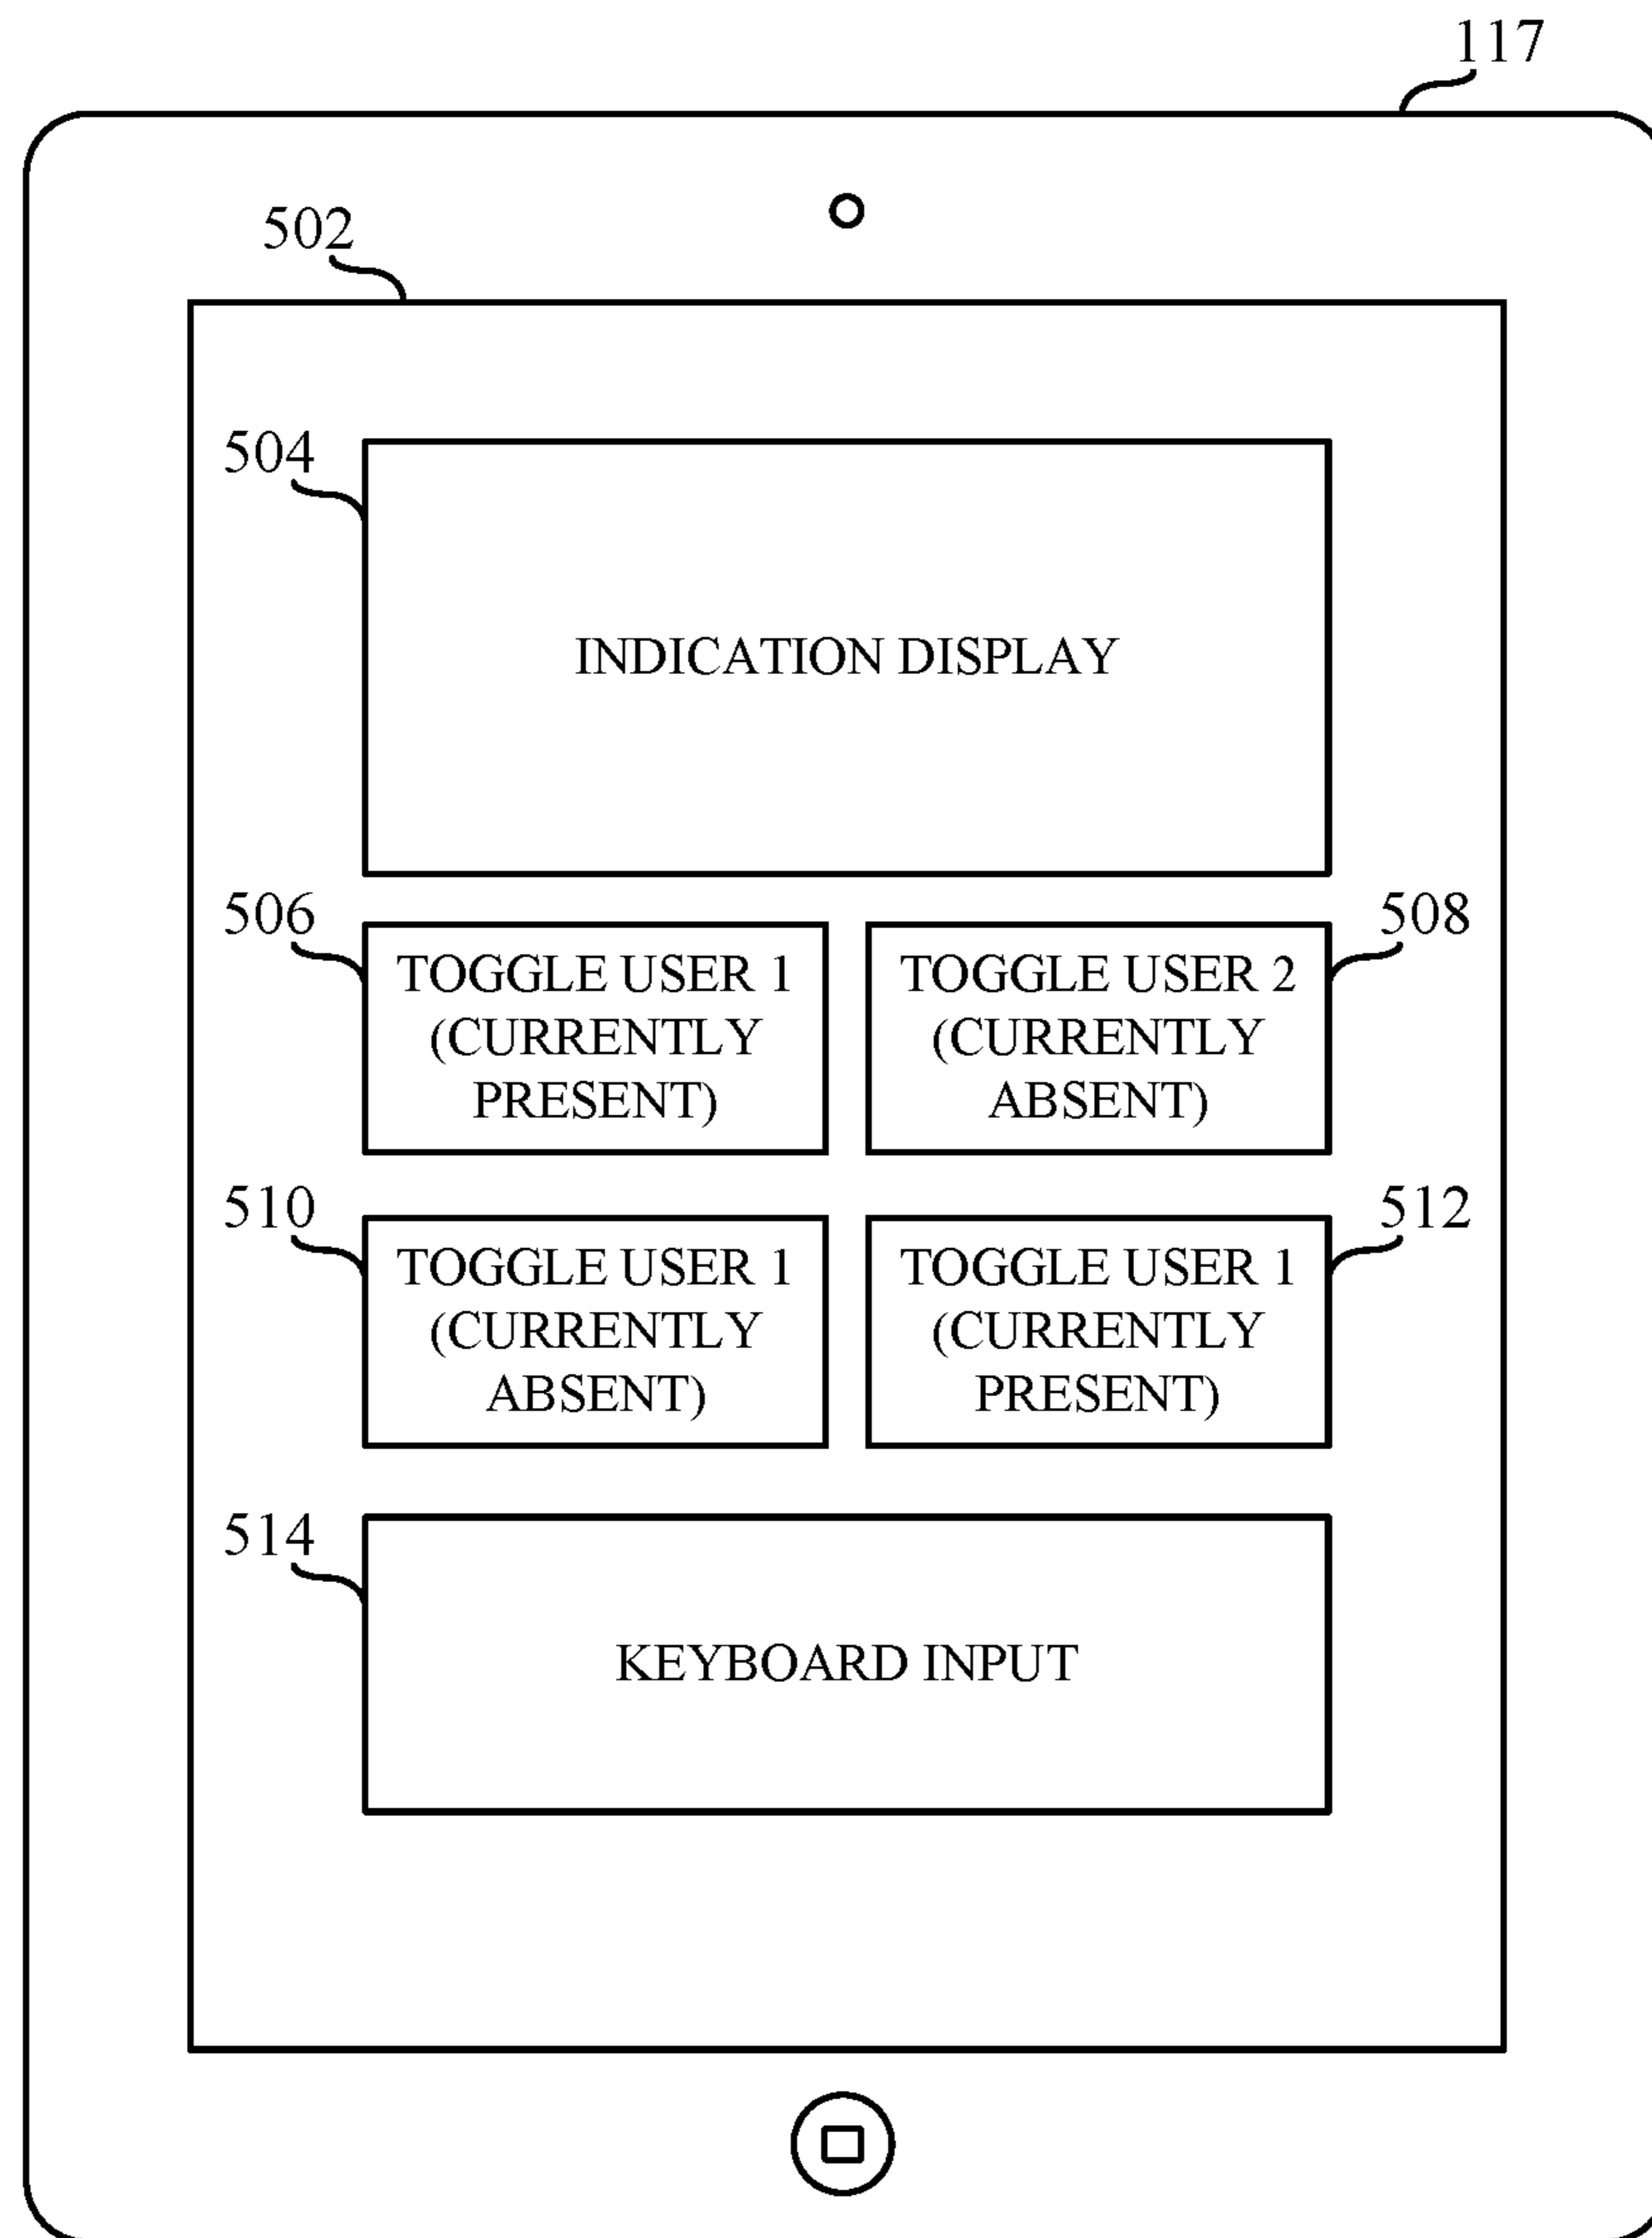 117
502
504
INDICATION DISPLAY
506
508
TOGGLE USER 1
(CURRENTLY
PRESENT)
TOGGLE USER 2
(CURRENTLY
ABSENT)
510
512
TOGGLE USER 1
(CURRENTLY
ABSENT)
TOGGLE USER 1
(CURRENTLY
PRESENT)
514
KEYBOARD INPUT